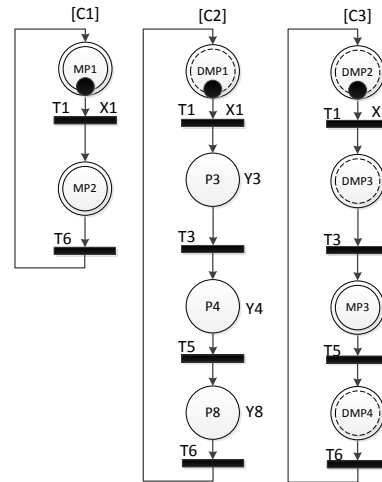 [C1] [C2] [C3]
MP1 DMP1 DMP2
T1 X1 T1 X1 T1 X
MP2 P3 Y3 DMP3
T6 T3 T3
P4 Y4 MP3
T5 T5
P8 Y8 DMP4
T6 T6